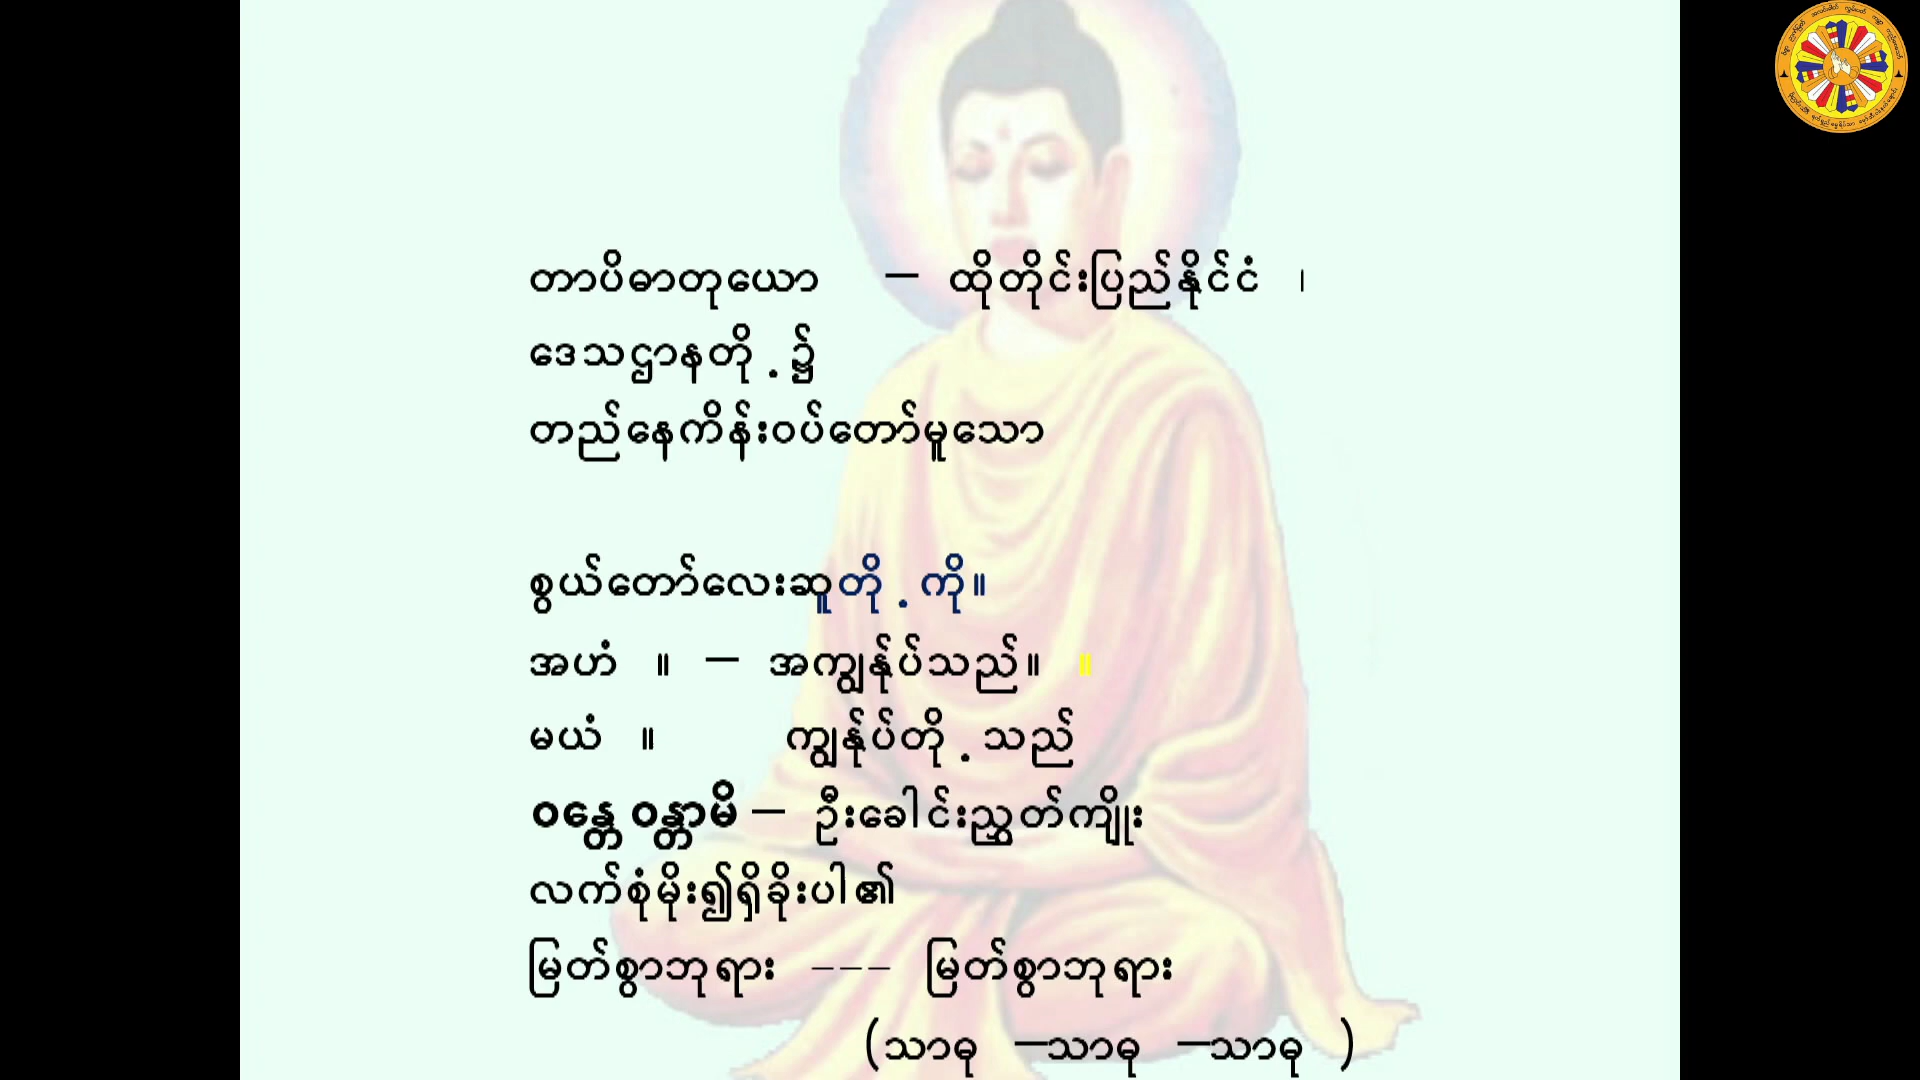 တာပိဓာတုယော – ထိုတိုင်းပြည်နိုင်ငံ ၊
ဒေသဌာနတို့၌
တည်နေကိန်းဝပ်တော်မူသော
စွယ်တော်လေးဆူတို့ကို။
အဟံ ။ – အကျွန်ုပ်သည်။ ။
မယံ ။ ကျွန်ုပ်တို့သည်
ဝန္တေ ဝန္တာမိ – ဦးခေါင်းညွှတ်ကျိုး
လက်စုံမိုး၍ရှိခိုးပါ၏
မြတ်စွာဘုရား --- မြတ်စွာဘုရား
(သာဓု –သာဓု –သာဓု )